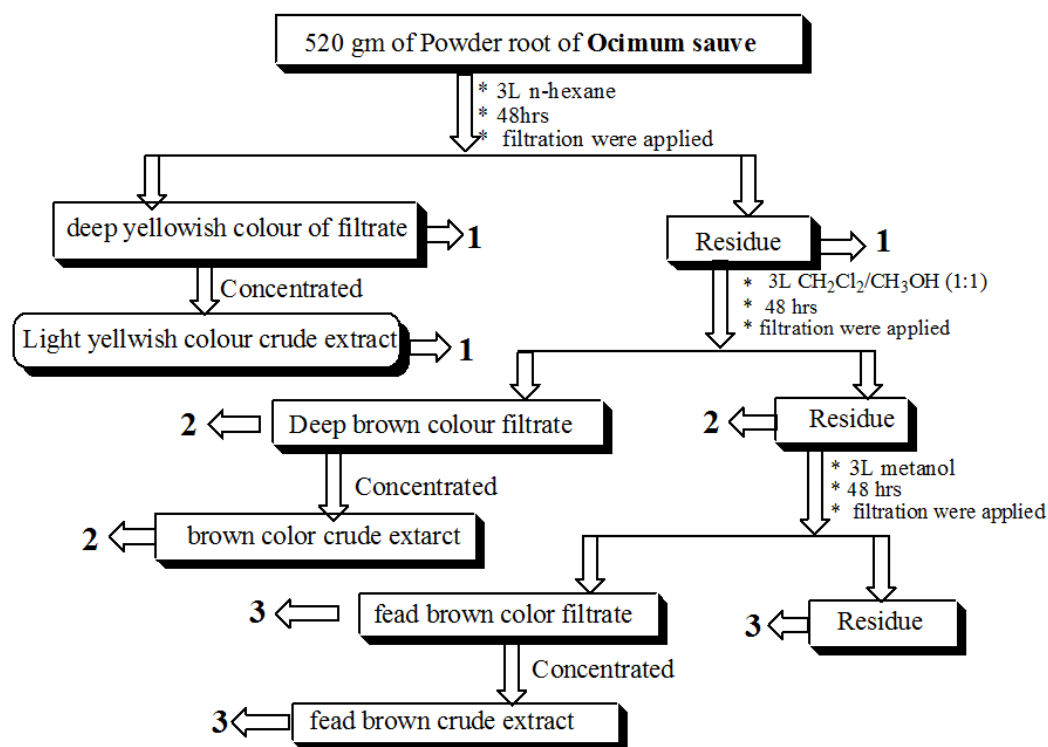 520 gm of Powder root of Ocimum sauve
* 3L n-hexane
* 48hrs
* filtration were applied
deep yellowish colour of filtrate
1
Residue
1
Concentrated
* 3L CH₂Cl₂/CH₃OH (1:1)
* 48 hrs
* filtration were applied
Light yellwish colour crude extract
1
2
Deep brown colour filtrate
2
Residue
Concentrated
* 3L metanol
* 48 hrs
* filtration were applied
2
brown color crude extarct
3
fead brown color filtrate
3
Residue
Concentrated
3
fead brown crude extract